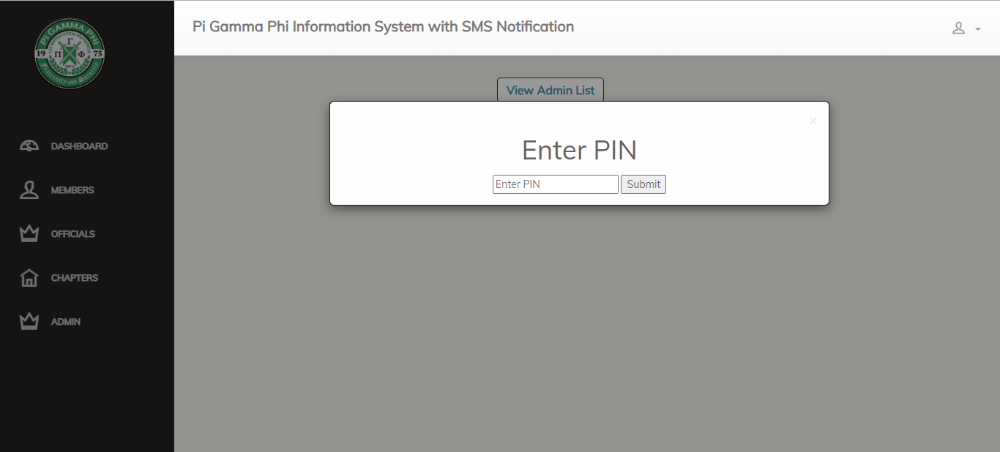 PI GAMMA PHI
19 75
Γ
Π Φ
Fraternity and Sorority
Pi Gamma Phi Information System with SMS Notification
DASHBOARD
MEMBERS
OFFICIALS
CHAPTERS
ADMIN
View Admin List
×
Enter PIN
Enter PIN
Submit